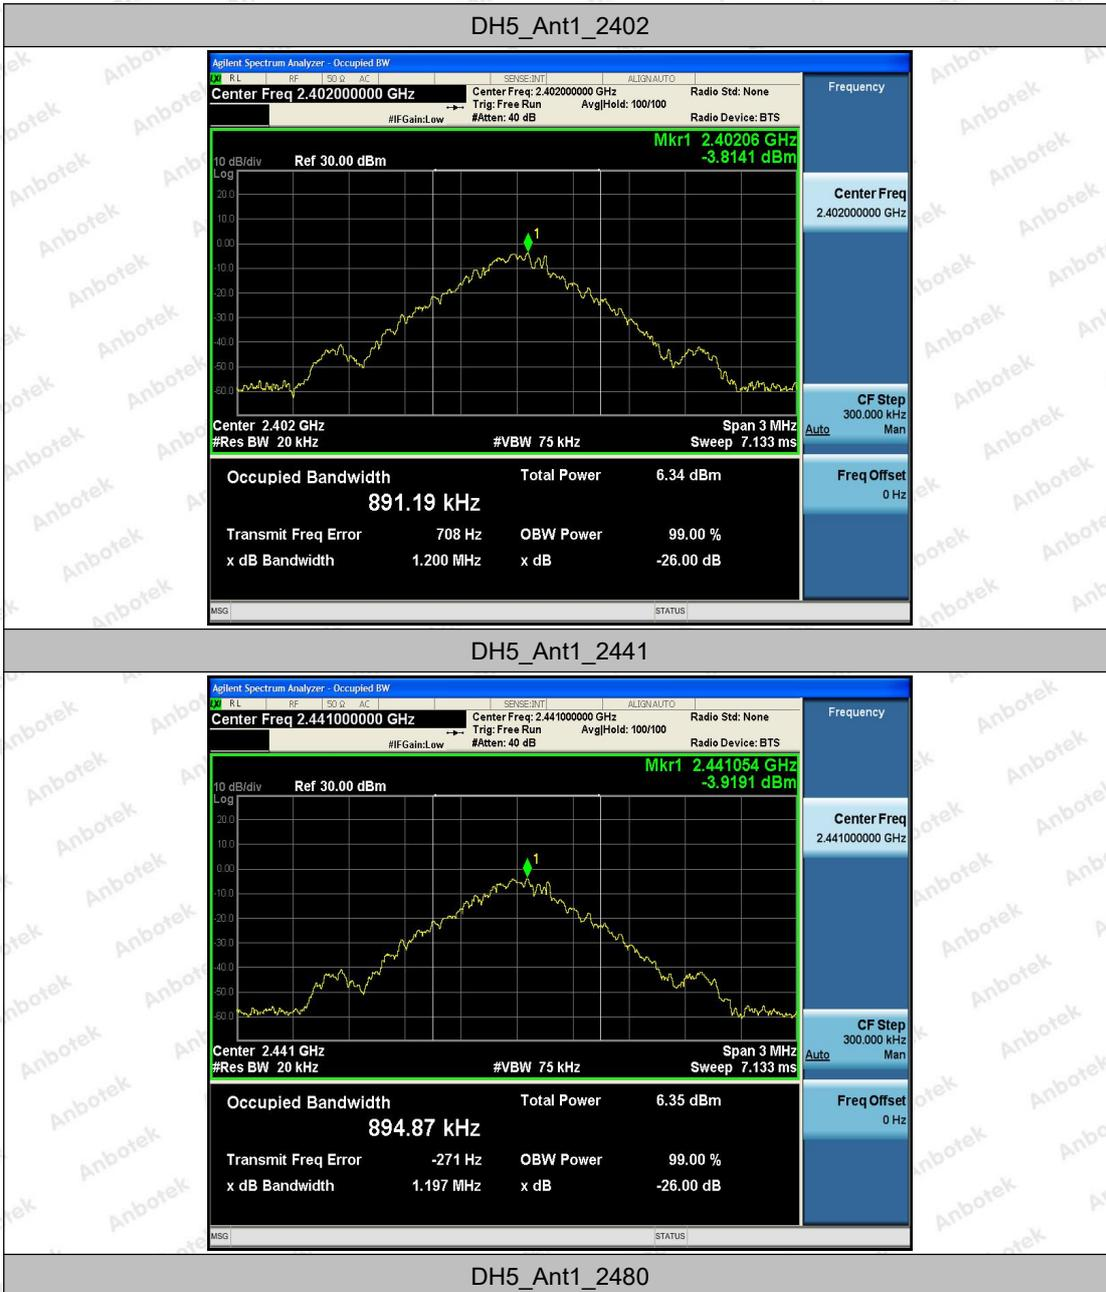 DH5_Ant1_2402
Agilent Spectrum Analyzer - Occupied BW
LXI RL RF 50 Ω AC SENSE:INT ALIGNAUTO
Center Freq 2.402000000 GHz
Center Freq: 2.402000000 GHz Radio Std: None
Trig: Free Run Avg|Hold: 100/100
#IFGain:Low #Atten: 40 dB Radio Device: BTS
Frequency
Mkr1 2.40206 GHz
10 dB/div Ref 30.00 dBm -3.8141 dBm
Log
20.0
10.0
0.00
-10.0
-20.0
-30.0
-40.0
-50.0
-60.0
1
Center 2.402 GHz Span 3 MHz
#Res BW 20 kHz #VBW 75 kHz Sweep 7.133 ms
Occupied Bandwidth Total Power 6.34 dBm
891.19 kHz
Transmit Freq Error 708 Hz OBW Power 99.00 %
x dB Bandwidth 1.200 MHz x dB -26.00 dB
Center Freq
2.402000000 GHz
CF Step
300.000 kHz
Auto Man
Freq Offset
0 Hz
MSG STATUS
DH5_Ant1_2441
Agilent Spectrum Analyzer - Occupied BW
LXI RL RF 50 Ω AC SENSE:INT ALIGNAUTO
Center Freq 2.441000000 GHz
Center Freq: 2.441000000 GHz Radio Std: None
Trig: Free Run Avg|Hold: 100/100
#IFGain:Low #Atten: 40 dB Radio Device: BTS
Frequency
Mkr1 2.441054 GHz
10 dB/div Ref 30.00 dBm -3.9191 dBm
Log
20.0
10.0
0.00
-10.0
-20.0
-30.0
-40.0
-50.0
-60.0
1
Center 2.441 GHz Span 3 MHz
#Res BW 20 kHz #VBW 75 kHz Sweep 7.133 ms
Occupied Bandwidth Total Power 6.35 dBm
894.87 kHz
Transmit Freq Error -271 Hz OBW Power 99.00 %
x dB Bandwidth 1.197 MHz x dB -26.00 dB
Center Freq
2.441000000 GHz
CF Step
300.000 kHz
Auto Man
Freq Offset
0 Hz
MSG STATUS
DH5_Ant1_2480
Anbotek